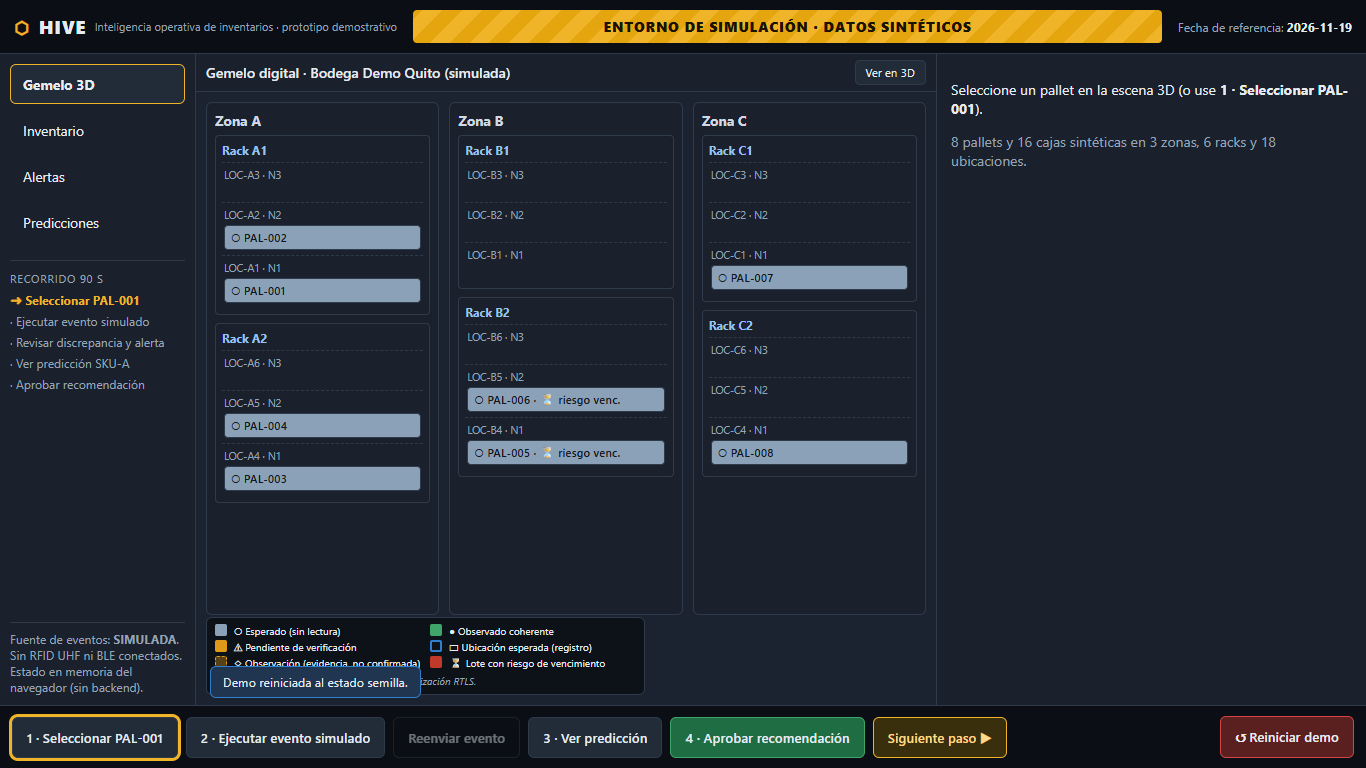 HIVE Inteligencia operativa de inventarios · prototipo demostrativo
ENTORNO DE SIMULACIÓN · DATOS SINTÉTICOS
Fecha de referencia: 2026-11-19
Gemelo 3D
Inventario
Alertas
Predicciones
RECORRIDO 90 S
➜ Seleccionar PAL-001
· Ejecutar evento simulado
· Revisar discrepancia y alerta
· Ver predicción SKU-A
· Aprobar recomendación
Fuente de eventos: SIMULADA.
Sin RFID UHF ni BLE conectados.
Estado en memoria del
navegador (sin backend).
Gemelo digital · Bodega Demo Quito (simulada)
Ver en 3D
Zona A
Rack A1
LOC-A3 · N3
LOC-A2 · N2
○ PAL-002
LOC-A1 · N1
○ PAL-001
Rack A2
LOC-A6 · N3
LOC-A5 · N2
○ PAL-004
LOC-A4 · N1
○ PAL-003
Zona B
Rack B1
LOC-B3 · N3
LOC-B2 · N2
LOC-B1 · N1
Rack B2
LOC-B6 · N3
LOC-B5 · N2
○ PAL-006 · ⏳ riesgo venc.
LOC-B4 · N1
○ PAL-005 · ⏳ riesgo venc.
Zona C
Rack C1
LOC-C3 · N3
LOC-C2 · N2
LOC-C1 · N1
○ PAL-007
Rack C2
LOC-C6 · N3
LOC-C5 · N2
LOC-C4 · N1
○ PAL-008
○ Esperado (sin lectura)
● Observado coherente
⚠ Pendiente de verificación
▭ Ubicación esperada (registro)
◇ Observación (evidencia, no confirmada)
⏳ Lote con riesgo de vencimiento
RTLS.
Demo reiniciada al estado semilla.
Seleccione un pallet en la escena 3D (o use 1 · Seleccionar PAL-
001).
8 pallets y 16 cajas sintéticas en 3 zonas, 6 racks y 18
ubicaciones.
1 · Seleccionar PAL-001
2 · Ejecutar evento simulado
Reenviar evento
3 · Ver predicción
4 · Aprobar recomendación
Siguiente paso ▶
↺ Reiniciar demo